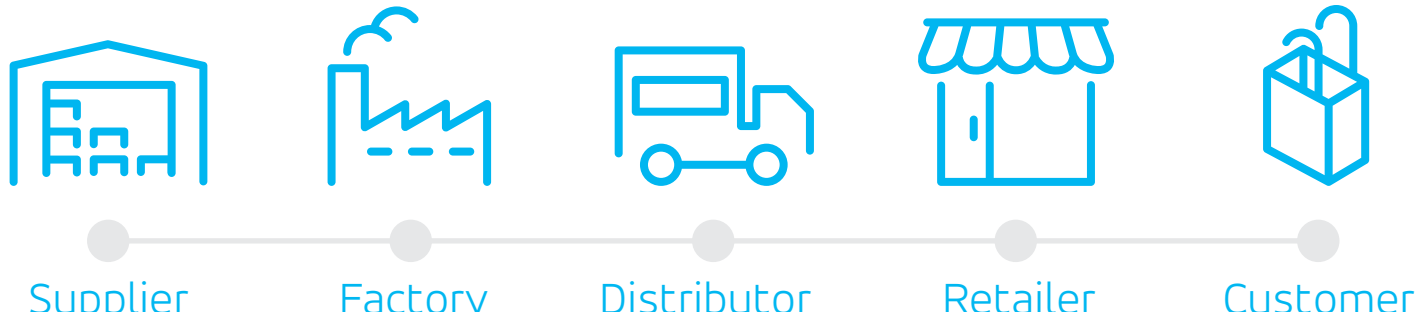 Supplier
Factory
Distributor
Retailer
Customer